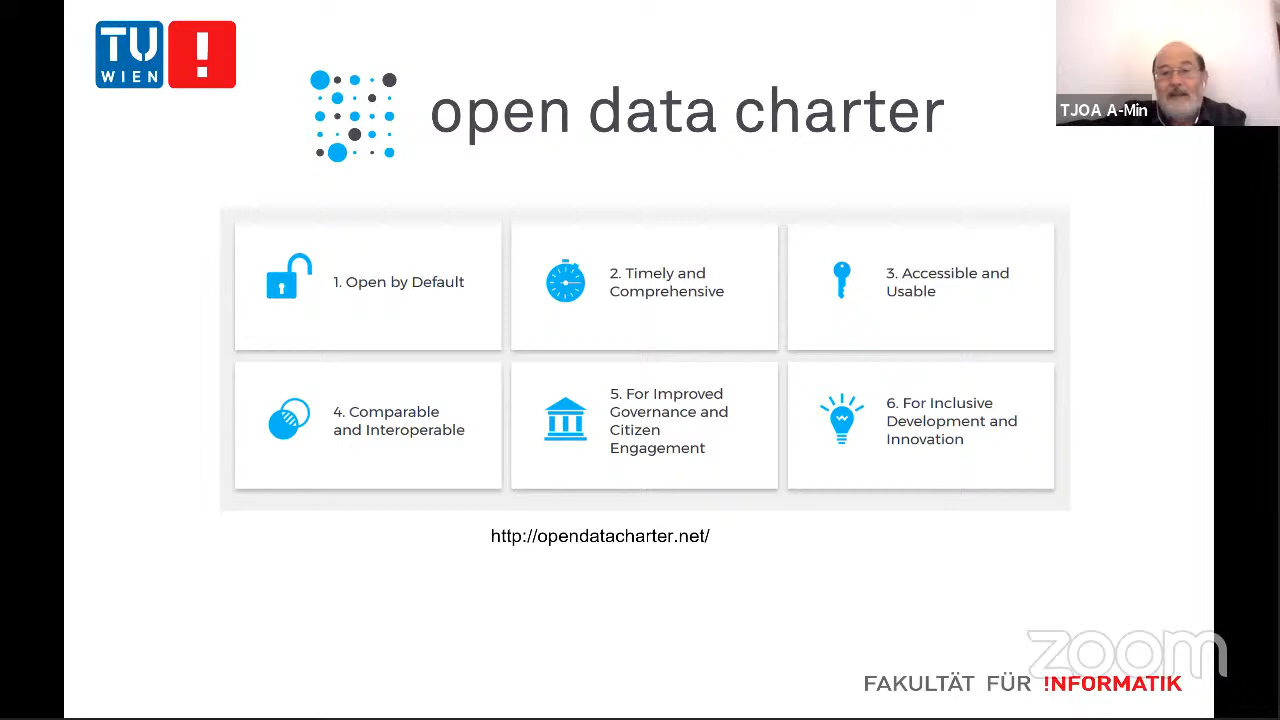 TU
WIEN
!
open data charter
TJOA A-Min
1. Open by Default
2. Timely and
Comprehensive
3. Accessible and
Usable
4. Comparable
and Interoperable
5. For Improved
Governance and
Citizen
Engagement
6. For Inclusive
Development and
Innovation
http://opendatacharter.net/
zoom
FAKULTÄT FÜR !NFORMATIK